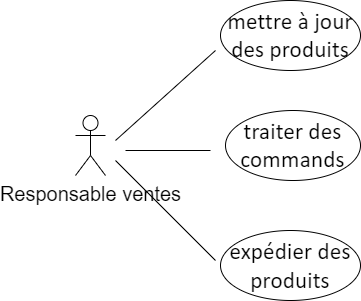 mettre à jour
des produits
traiter des
commands
Responsable ventes
expédier des
produits